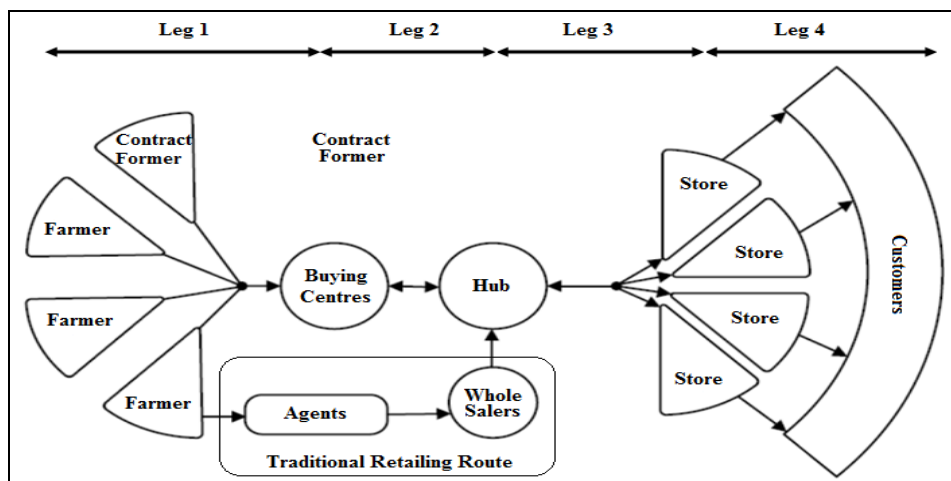 Leg 1
Leg 2
Leg 3
Leg 4
Contract
Former
Contract
Former
Farmer
Farmer
Farmer
Buying
Centres
Hub
Agents
Whole
Salers
Traditional Retailing Route
Store
Store
Store
Store
Customers